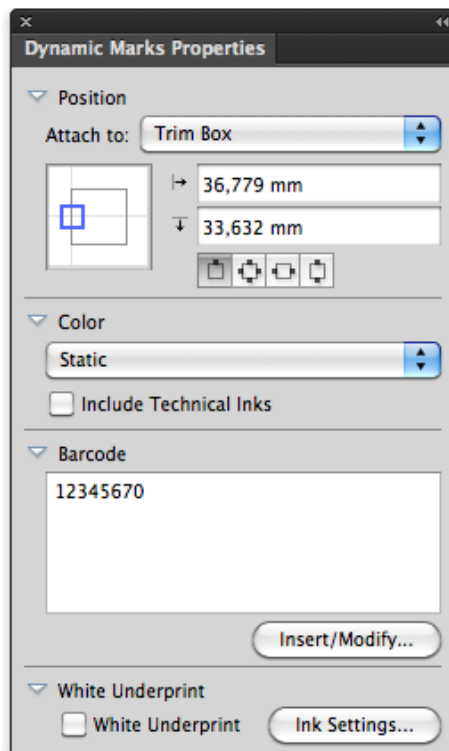 Dynamic Marks Properties
Position
Attach to: Trim Box
36,779 mm
33,632 mm
Color
Static
Include Technical Inks
Barcode
12345670
Insert/Modify...
White Underprint
White Underprint Ink Settings...